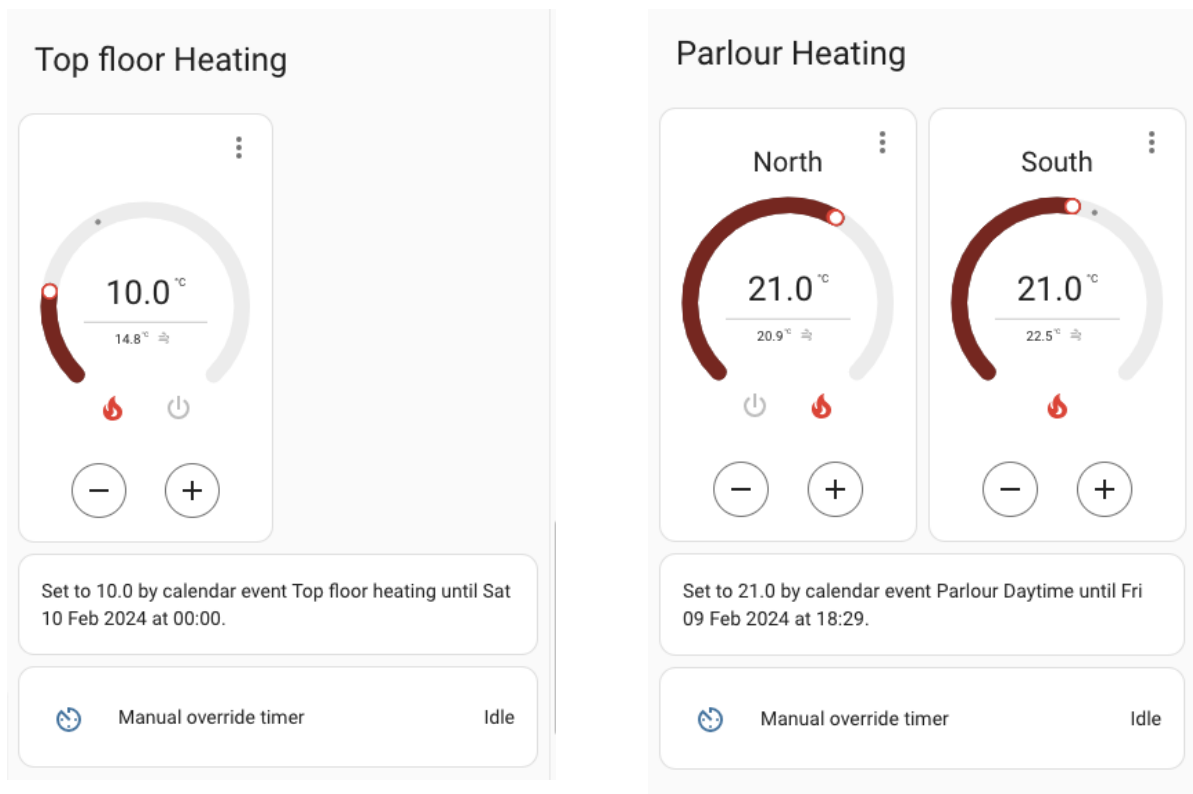 Top floor Heating
10.0 °C
14.8 °C
Set to 10.0 by calendar event Top floor heating until Sat
10 Feb 2024 at 00:00.
Manual override timer Idle
Parlour Heating
North
21.0 °C
20.9 °C
South
21.0 °C
22.5 °C
Set to 21.0 by calendar event Parlour Daytime until Fri
09 Feb 2024 at 18:29.
Manual override timer Idle